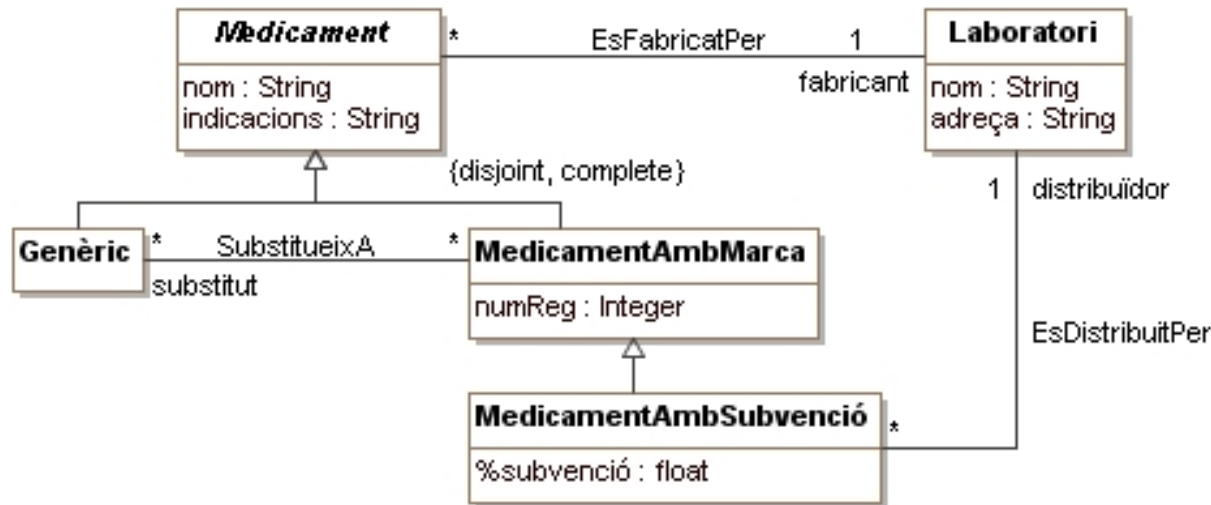 Medicament
nom : String
indicacions : String
*
EsFabricatPer
1
fabricant
Laboratori
nom : String
adreça : String
{disjoint, complete}
1
distribuïdor
Genèric
*
SubstitueixA
*
substitut
MedicamentAmbMarca
numReg : Integer
EsDistribuitPer
MedicamentAmbSubvenció
*
%subvenció : float